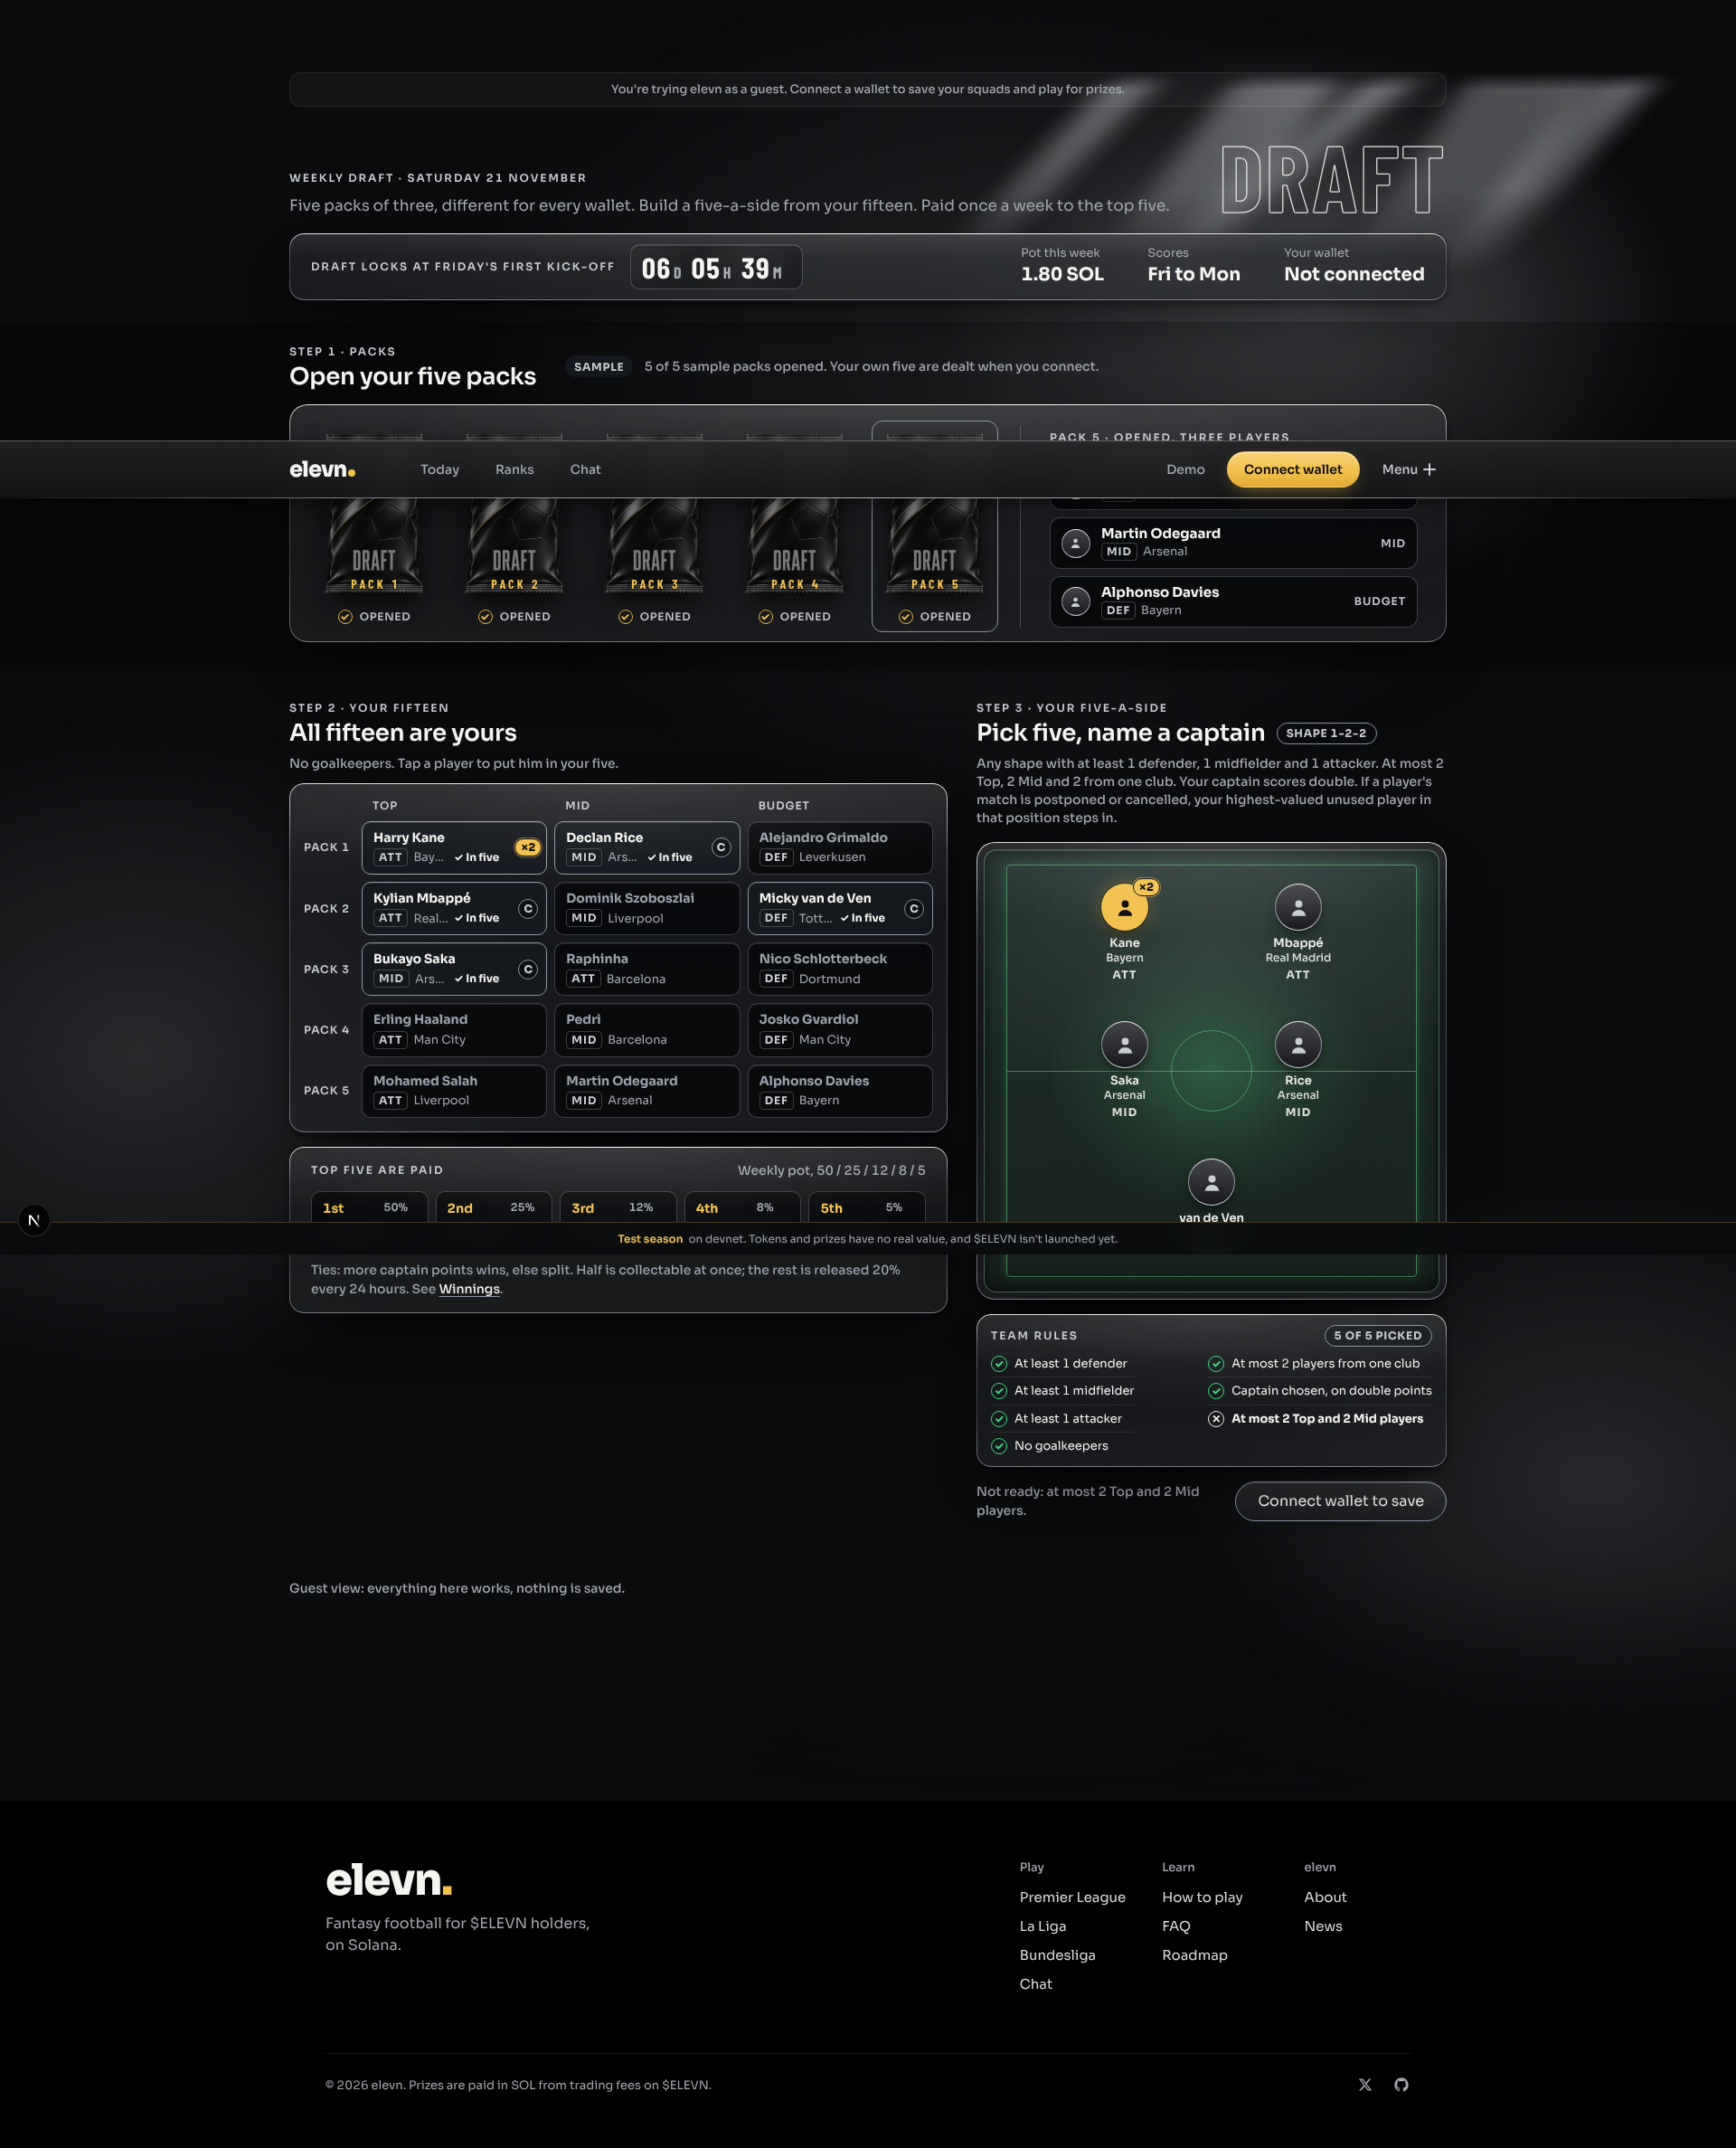 You're trying elevn as a guest. Connect a wallet to save your squads and play for prizes.
DRAFT
WEEKLY DRAFT · SATURDAY 21 NOVEMBER
Five packs of three, different for every wallet. Build a five-a-side from your fifteen. Paid once a week to the top five.
DRAFT LOCKS AT FRIDAY'S FIRST KICK-OFF
06D 05H 39M
Pot this week
1.80 SOL
Scores
Fri to Mon
Your wallet
Not connected
STEP 1 · PACKS
Open your five packs
SAMPLE
5 of 5 sample packs opened. Your own five are dealt when you connect.
PACK 5 · OPENED, THREE PLAYERS
elevn.
Today
Ranks
Chat
Demo
Connect wallet
Menu
DRAFT
PACK 1
OPENED
DRAFT
PACK 2
OPENED
DRAFT
PACK 3
OPENED
DRAFT
PACK 4
OPENED
DRAFT
PACK 5
OPENED
Martin Odegaard
MID Arsenal
MID
Alphonso Davies
DEF Bayern
BUDGET
STEP 2 · YOUR FIFTEEN
All fifteen are yours
No goalkeepers. Tap a player to put him in your five.
TOP
MID
BUDGET
PACK 1
Harry Kane
ATT Bay... ✓ In five
×2
Declan Rice
MID Ars... ✓ In five
C
Alejandro Grimaldo
DEF Leverkusen
PACK 2
Kylian Mbappé
ATT Real... ✓ In five
C
Dominik Szoboszlai
MID Liverpool
Micky van de Ven
DEF Tott... ✓ In five
C
PACK 3
Bukayo Saka
MID Ars... ✓ In five
C
Raphinha
ATT Barcelona
Nico Schlotterbeck
DEF Dortmund
PACK 4
Erling Haaland
ATT Man City
Pedri
MID Barcelona
Josko Gvardiol
DEF Man City
PACK 5
Mohamed Salah
ATT Liverpool
Martin Odegaard
MID Arsenal
Alphonso Davies
DEF Bayern
TOP FIVE ARE PAID
Weekly pot, 50 / 25 / 12 / 8 / 5
1st 50%
2nd 25%
3rd 12%
4th 8%
5th 5%
Ties: more captain points wins, else split. Half is collectable at once; the rest is released 20%
every 24 hours. See Winnings.
STEP 3 · YOUR FIVE-A-SIDE
Pick five, name a captain
SHAPE 1-2-2
Any shape with at least 1 defender, 1 midfielder and 1 attacker. At most 2
Top, 2 Mid and 2 from one club. Your captain scores double. If a player's
match is postponed or cancelled, your highest-valued unused player in
that position steps in.
×2
Kane
Bayern
ATT
Mbappé
Real Madrid
ATT
Saka
Arsenal
MID
Rice
Arsenal
MID
van de Ven
N
Test season on devnet. Tokens and prizes have no real value, and $ELEVN isn't launched yet.
TEAM RULES
5 OF 5 PICKED
At least 1 defender
At least 1 midfielder
At least 1 attacker
No goalkeepers
At most 2 players from one club
Captain chosen, on double points
At most 2 Top and 2 Mid players
Not ready: at most 2 Top and 2 Mid
players.
Connect wallet to save
Guest view: everything here works, nothing is saved.
elevn.
Fantasy football for $ELEVN holders,
on Solana.
Play
Premier League
La Liga
Bundesliga
Chat
Learn
How to play
FAQ
Roadmap
elevn
About
News
© 2026 elevn. Prizes are paid in SOL from trading fees on $ELEVN.